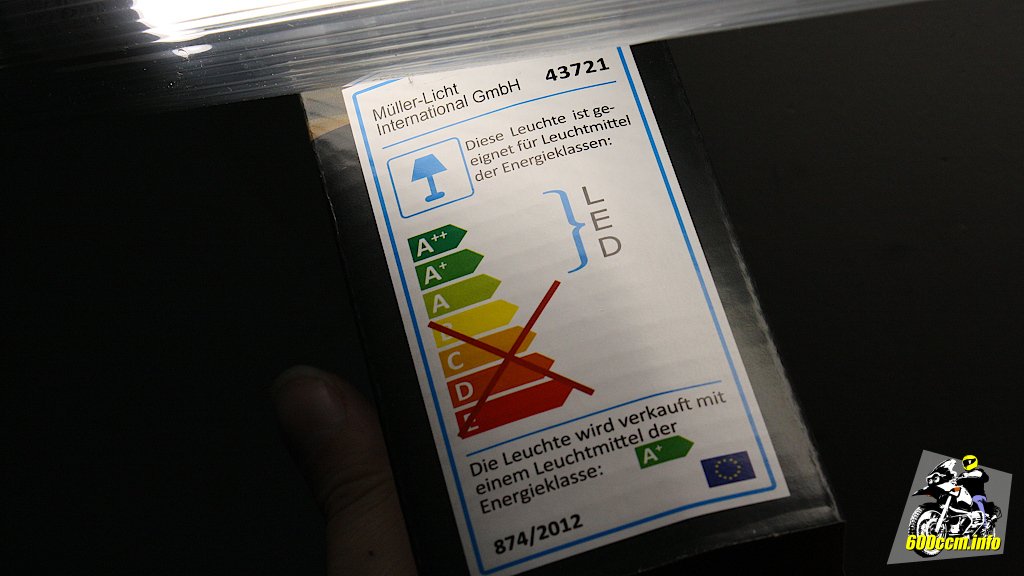 Müller-Licht
International GmbH
43721
Diese Leuchte ist ge-
eignet für Leuchtmittel
der Energieklassen:
A++
A+
A
B
C
D
E
L
E
D
Die Leuchte wird verkauft mit
einem Leuchtmittel der
Energieklasse:
A+
874/2012
600ccm.info